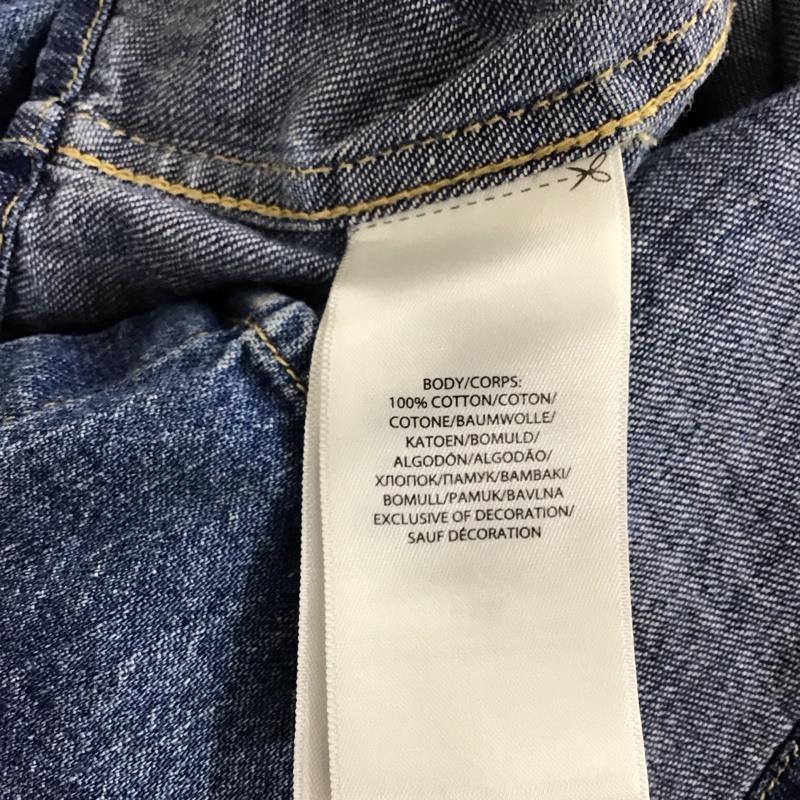 BODY/CORPS:
100% COTTON/COTON/
COTONE/BAUMWOLLE/
KATOEN/BOMULD/
ALGODÓN/ALGODÃO/
ХЛОПОК/ПАМУК/ΒΑΜΒΑΚΙ/
BOMULL/PAMUK/BAVLNA
EXCLUSIVE OF DECORATION/
SAUF DÉCORATION